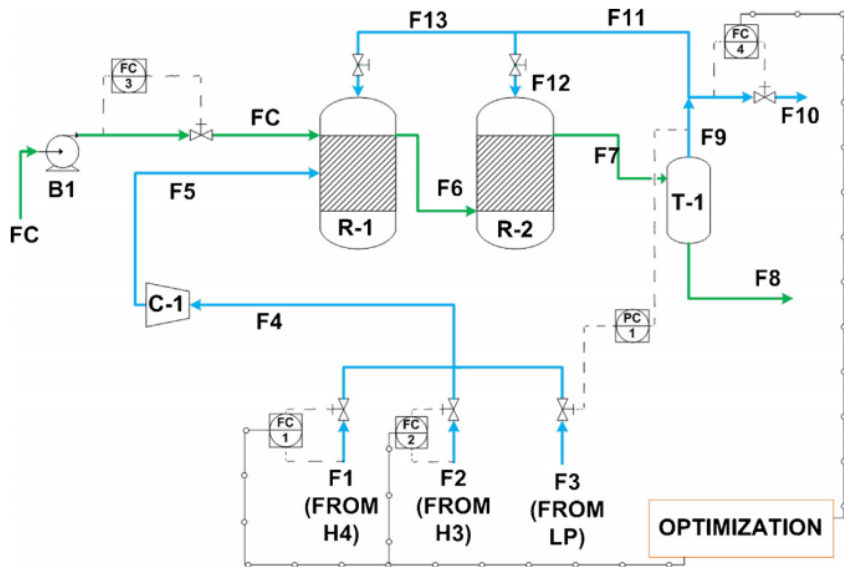 F13
F11
FC
4
FC
3
F12
F10
FC
F9
F7
B1
F5
F6
T-1
R-1
R-2
FC
F8
C-1
F4
PC
1
FC
1
FC
2
F1
(FROM
H4)
F2
(FROM
H3)
F3
(FROM
LP)
OPTIMIZATION